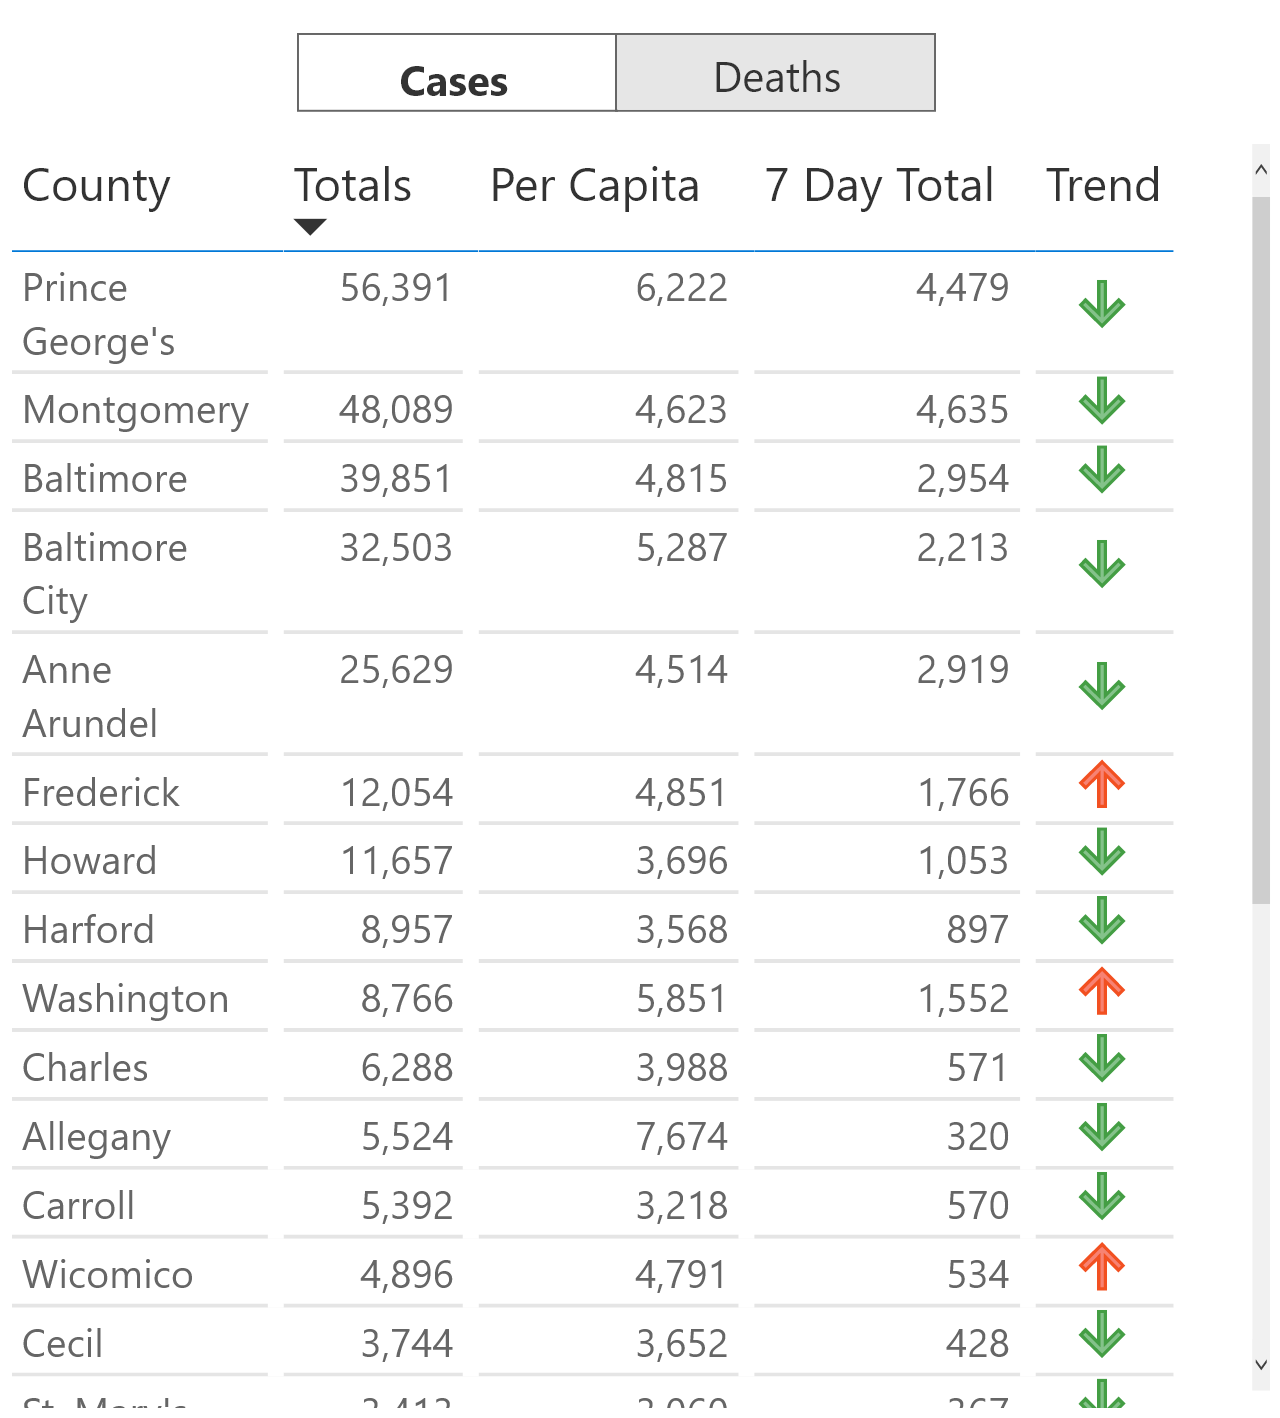 Cases Deaths
County Totals Per Capita 7 Day Total Trend
Prince 56,391 6,222 4,479
George's
Montgomery 48,089 4,623 4,635
Baltimore 39,851 4,815 2,954
Baltimore 32,503 5,287 2,213
City
Anne 25,629 4,514 2,919
Arundel
Frederick 12,054 4,851 1,766
Howard 11,657 3,696 1,053
Harford 8,957 3,568 897
Washington 8,766 5,851 1,552
Charles 6,288 3,988 571
Allegany 5,524 7,674 320
Carroll 5,392 3,218 570
Wicomico 4,896 4,791 534
Cecil 3,744 3,652 428
St. Mary's